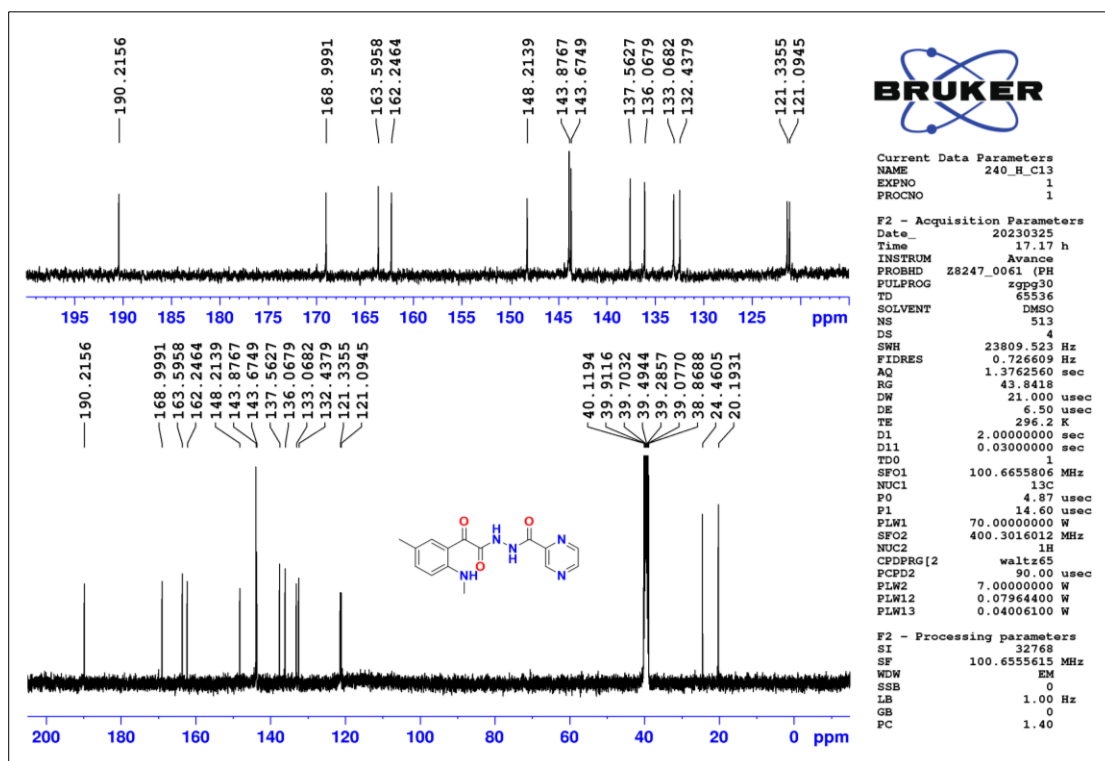 190.2156
168.9991
163.5958
162.2464
148.2139
143.8767
143.6749
137.5627
136.0679
133.0682
132.4379
121.3355
121.0945
195 190 185 180 175 170 165 160 155 150 145 140 135 130 125 ppm
190.2156
168.9991
163.5958
162.2464
148.2139
143.8767
143.6749
137.5627
136.0679
133.0682
132.4379
121.3355
121.0945
40.1194
39.9116
39.7032
39.4944
39.2857
39.0770
38.8688
24.4605
20.1931
O
H
N
O
N
O
N
H
NH
N
200 180 160 140 120 100 80 60 40 20 0 ppm
BRUKER
Current Data Parameters
NAME 240_H_C13
EXPNO 1
PROCNO 1
F2 - Acquisition Parameters
Date_ 20230325
Time 17.17 h
INSTRUM Avance
PROBHD Z8247_0061 (PH
PULPROG zgpg30
TD 65536
SOLVENT DMSO
NS 513
DS 4
SWH 23809.523 Hz
FIDRES 0.726609 Hz
AQ 1.3762560 sec
RG 43.8418
DW 21.000 usec
DE 6.50 usec
TE 296.2 K
D1 2.00000000 sec
D11 0.03000000 sec
TD0 1
SFO1 100.6655806 MHz
NUC1 13C
P0 4.87 usec
P1 14.60 usec
PLW1 70.00000000 W
SFO2 400.3016012 MHz
NUC2 1H
CPDPRG[2 waltz65
PCPD2 90.00 usec
PLW2 7.00000000 W
PLW12 0.07964400 W
PLW13 0.04006100 W
F2 - Processing parameters
SI 32768
SF 100.6555615 MHz
WDW EM
SSB 0
LB 1.00 Hz
GB 0
PC 1.40